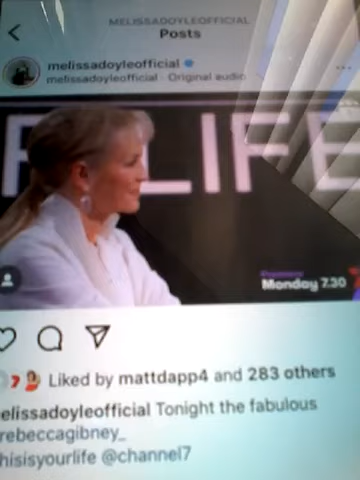 MELISSADOYLEOFFICIAL
Posts
melissadoyleofficial
melissadoyleofficial · Original audio
LIFE
Monday 7.30
7
Liked by mattdapp4 and 283 others
elissadoyleofficial Tonight the fabulous
rebeccagibney_
hisisyourlife @channel7